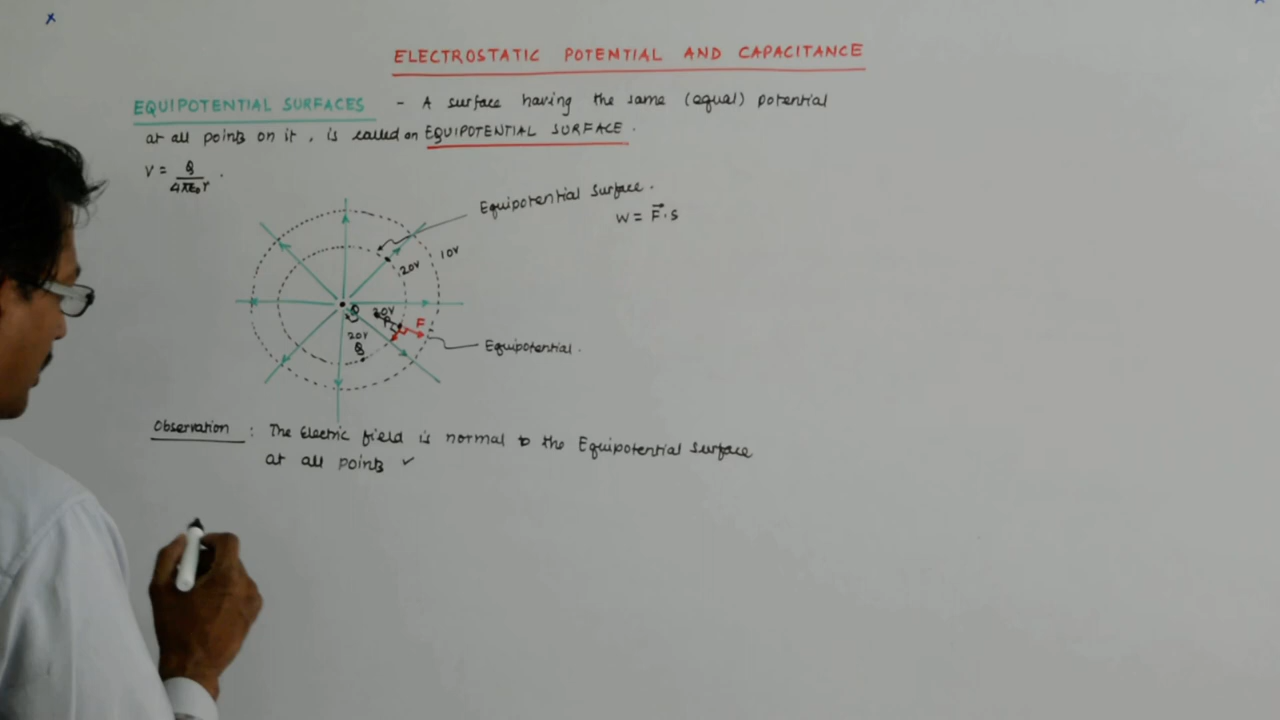 ELECTROSTATIC POTENTIAL AND CAPACITANCE
EQUIPOTENTIAL SURFACES - A surface having the same (equal) potential
at all points on it, is called an EQUIPOTENTIAL SURFACE.
V = Q / 4πε₀r .
Equipotential Surface.
W = F⃗.s
10V
20V
20V
F
20V
Equipotential.
Observation : The Electric field is normal to the Equipotential Surface
at all points ✓